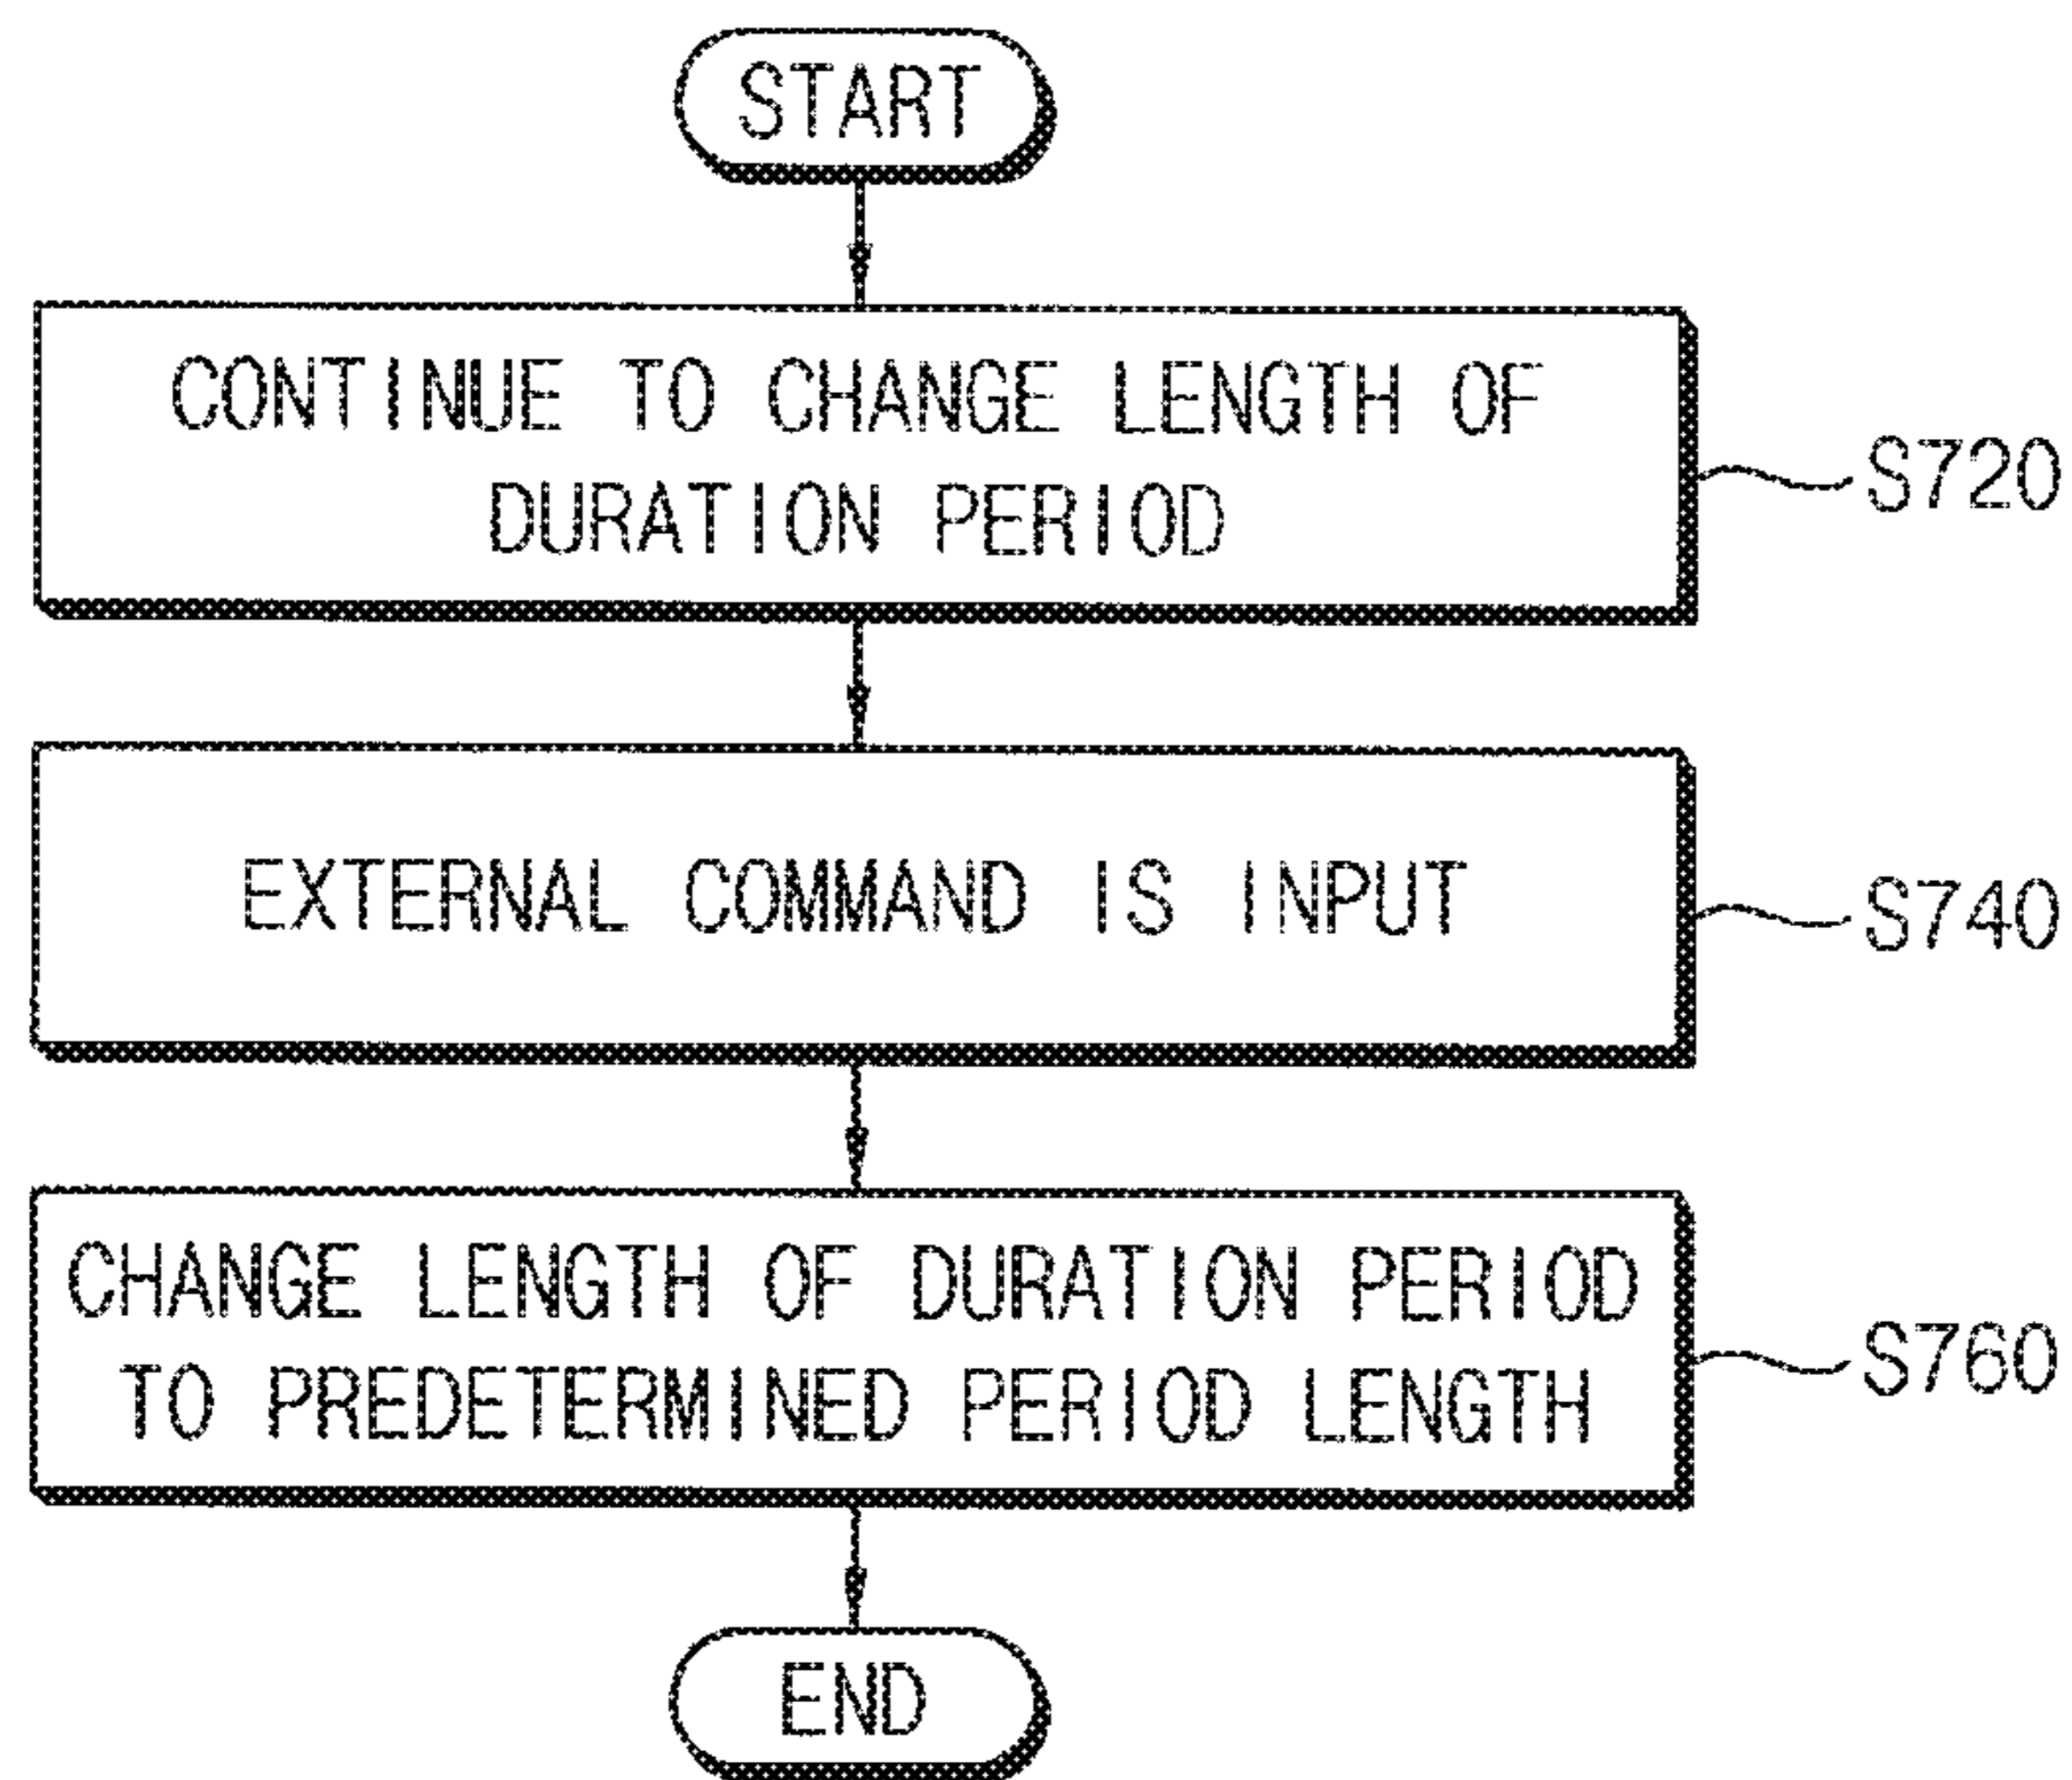 START
CONTINUE TO CHANGE LENGTH OF
DURATION PERIOD
S720
EXTERNAL COMMAND IS INPUT
S740
CHANGE LENGTH OF DURATION PERIOD
TO PREDETERMINED PERIOD LENGTH
S760
END